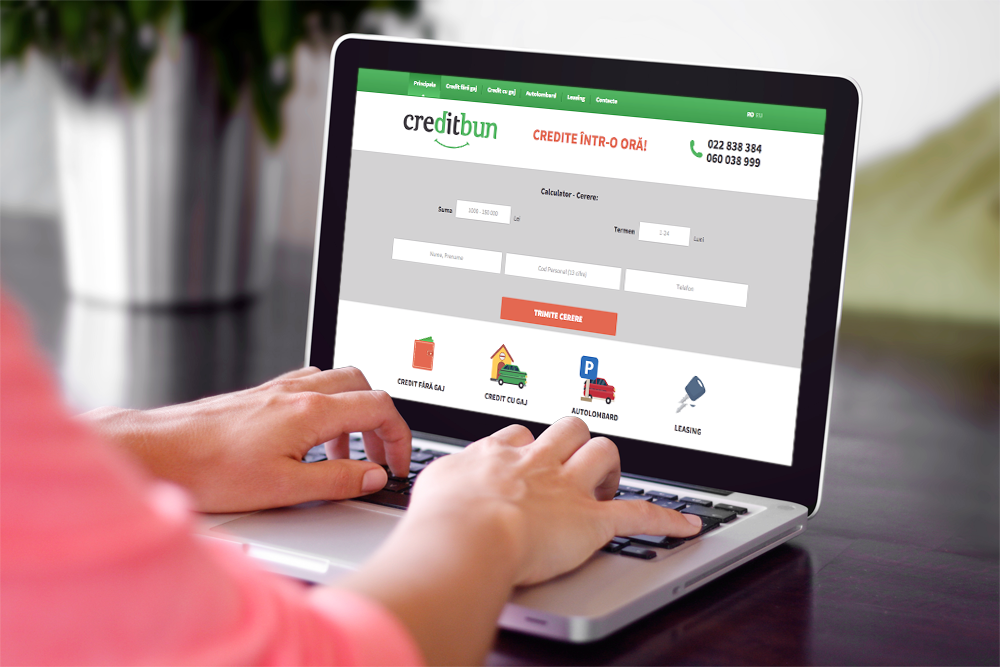 Principala Credit fără gaj Credit cu gaj Autolombard Leasing Contacte RO RU
creditbun
CREDITE ÎNTR-O ORĂ!
022 838 384
060 038 999
Calculator - Cerere:
Suma 1000 - 180 000 Lei
Termen 1-24 Luni
Nume, Prenume Cod Personal (13 cifre) Telefon
TRIMITE CERERE
CREDIT FĂRĂ GAJ
CREDIT CU GAJ
AUTOLOMBARD
LEASING
P